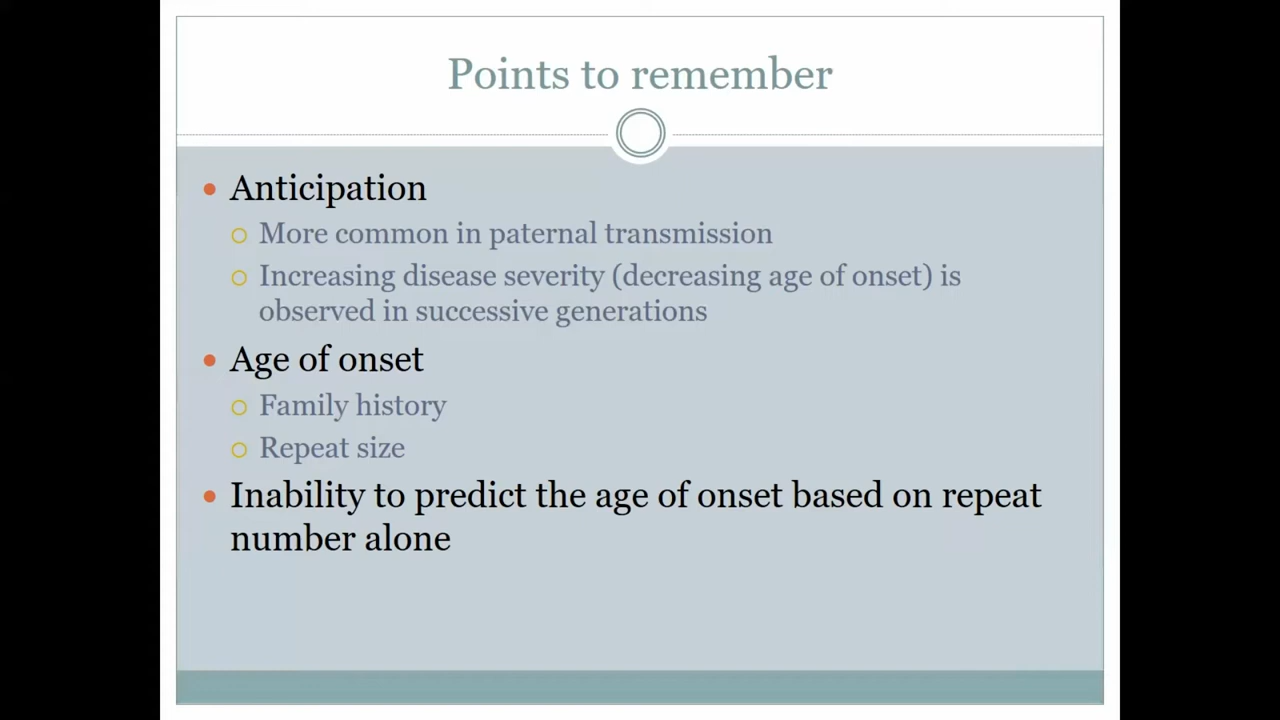 Points to remember
Anticipation
More common in paternal transmission
Increasing disease severity (decreasing age of onset) is
observed in successive generations
Age of onset
Family history
Repeat size
Inability to predict the age of onset based on repeat
number alone